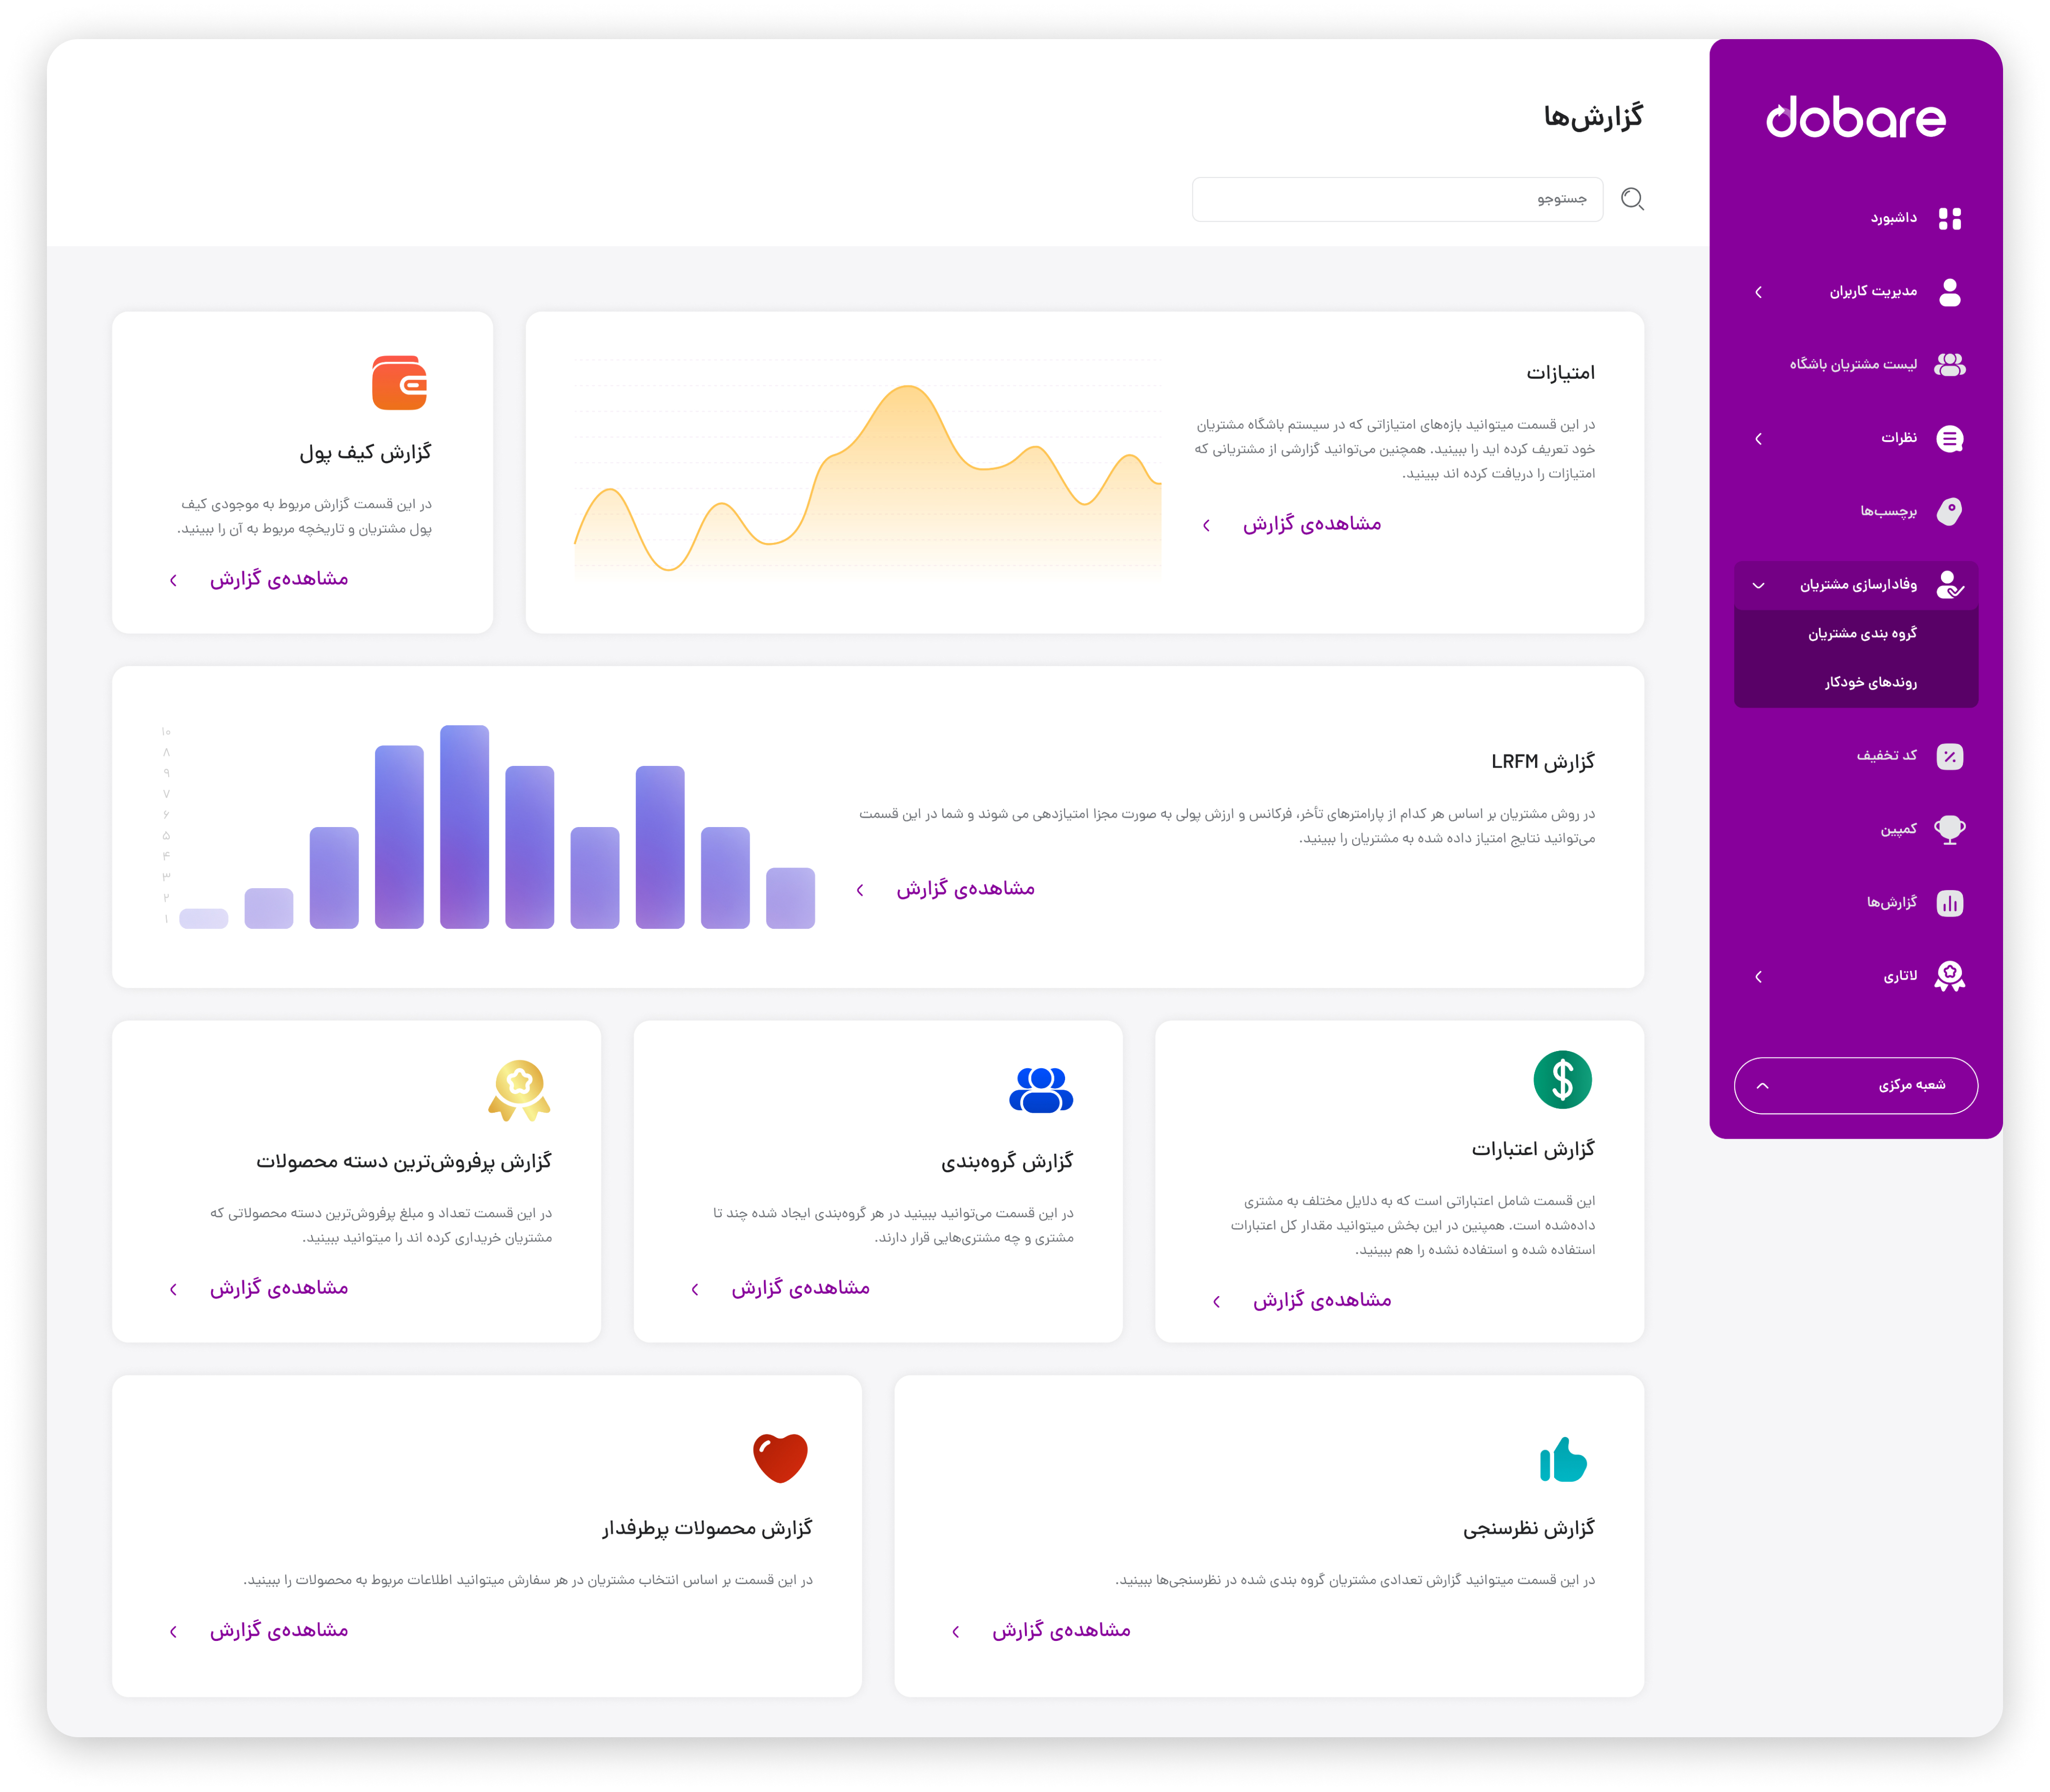 dobare
داشبورد
مدیریت کاربران
لیست مشتریان باشگاه
نظرات
برچسب‌ها
وفادارسازی مشتریان
گروه بندی مشتریان
روندهای خودکار
کد تخفیف
کمپین
گزارش‌ها
لاتاری
شعبه مرکزی
گزارش‌ها
جستوجو
امتیازات
در این قسمت میتوانید بازه‌های امتیازاتی که در سیستم باشگاه مشتریان
خود تعریف کرده اید را ببینید. همچنین می‌توانید گزارشی از مشتریانی که
امتیازات را دریافت کرده اند ببینید.
مشاهده‌ی گزارش
گزارش کیف پول
در این قسمت گزارش مربوط به موجودی کیف
پول مشتریان و تاریخچه مربوط به آن را ببینید.
مشاهده‌ی گزارش
گزارش LRFM
در روش مشتریان بر اساس هر کدام از پارامترهای تأخر، فرکانس و ارزش پولی به صورت مجزا امتیازدهی می شوند و شما در این قسمت
می‌توانید نتایج امتیاز داده شده به مشتریان را ببینید.
مشاهده‌ی گزارش
۱۰
۸
۹
۷
۶
۵
۴
۳
۲
۱
گزارش اعتبارات
این قسمت شامل اعتباراتی است که به دلایل مختلف به مشتری
داده‌شده است. همپنین در این بخش میتوانید مقدار کل اعتبارات
استفاده شده و استفاده نشده را هم ببینید.
مشاهده‌ی گزارش
گزارش گروه‌بندی
در این قسمت می‌توانید ببینید در هر گروه‌بندی ایجاد شده چند تا
مشتری و چه مشتری‌هایی قرار دارند.
مشاهده‌ی گزارش
گزارش پرفروش‌ترین دسته محصولات
در این قسمت تعداد و مبلغ پرفروش‌ترین دسته محصولاتی که
مشتریان خریداری کرده اند را میتوانید ببینید.
مشاهده‌ی گزارش
گزارش نظرسنجی
در این قسمت میتوانید گزارش تعدادی مشتریان گروه بندی شده در نظرسنجی‌ها ببینید.
مشاهده‌ی گزارش
گزارش محصولات پرطرفدار
در این قسمت بر اساس انتخاب مشتریان در هر سفارش میتوانید اطلاعات مربوط به محصولات را ببینید.
مشاهده‌ی گزارش